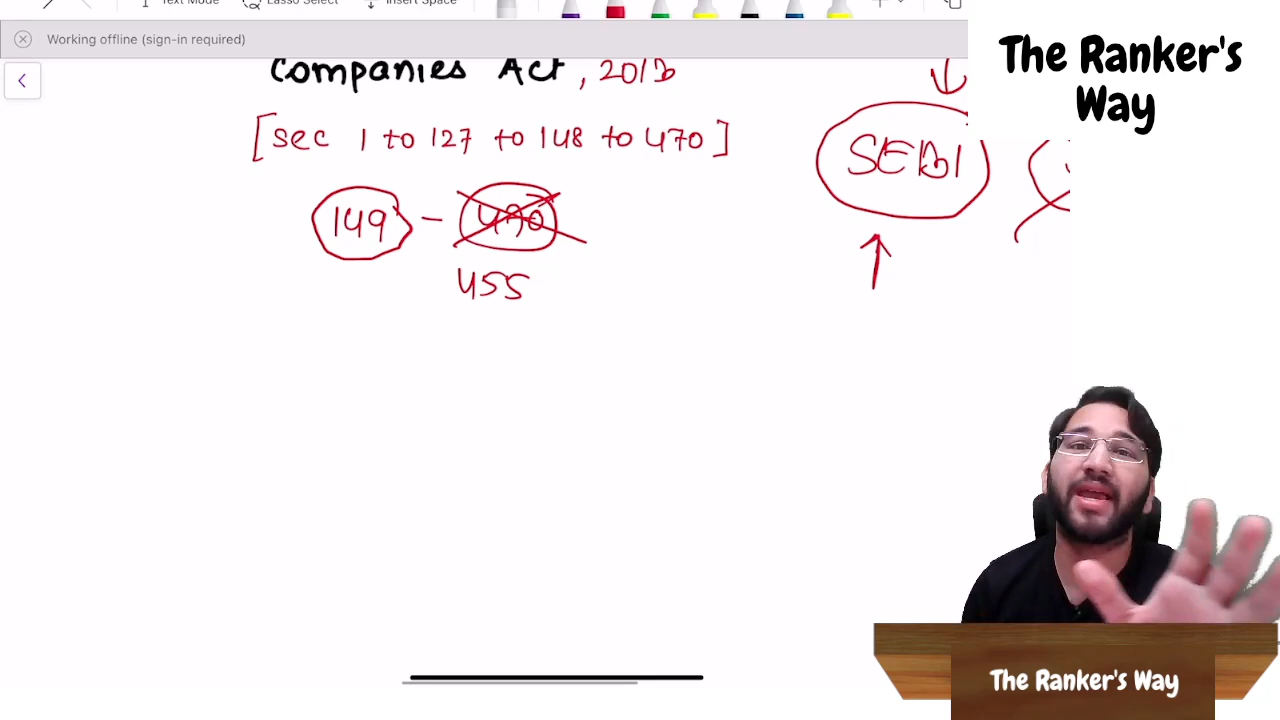 Text Mode
Lasso Select
Insert Space
Working offline (sign-in required)
The Ranker's
Way
Companies Act, 2013
[sec 1 to 127 to 148 to 470]
SEBI
149 - 470
455
The Ranker's Way